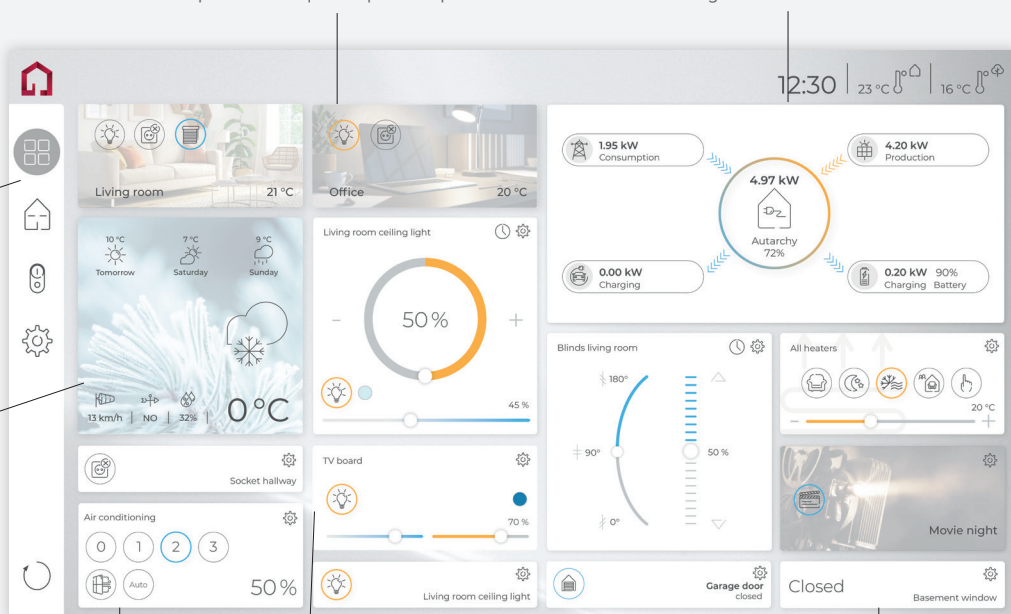 12:30
23 °C
16 °C
Living room
21 °C
Office
20 °C
1.95 kW
Consumption
4.20 kW
Production
4.97 kW
Autarchy
72%
0.00 kW
Charging
0.20 kW 90%
Charging Battery
10 °C
Tomorrow
7 °C
Saturday
9 °C
Sunday
13 km/h
NO
32%
0 °C
Living room ceiling light
- 50 % +
45 %
Blinds living room
180°
90°
0°
50 %
All heaters
20 °C
- +
Socket hallway
TV board
70 %
Movie night
Air conditioning
0 1 2 3
Auto
50 %
Living room ceiling light
Garage door
closed
Closed
Basement window